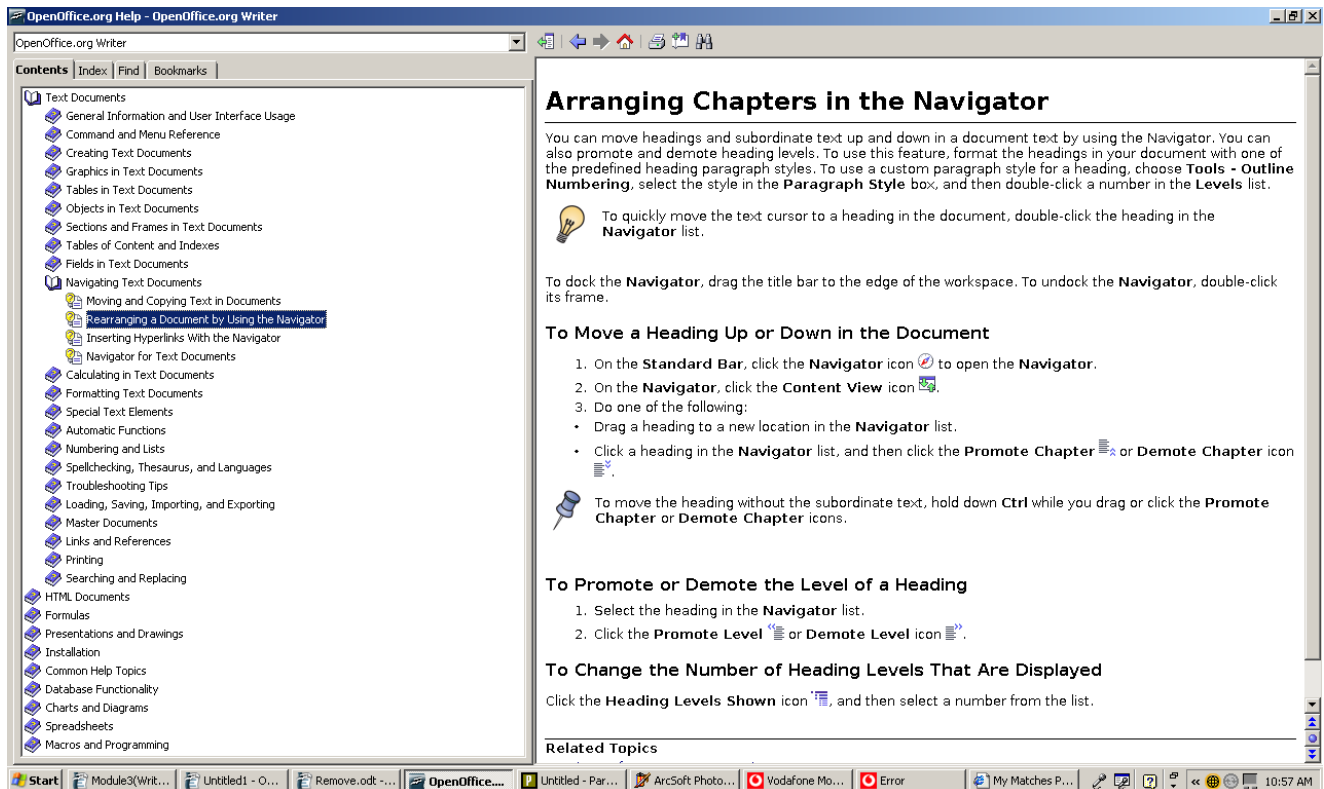 OpenOffice.org Help - OpenOffice.org Writer
OpenOffice.org Writer
Contents Index Find Bookmarks
Text Documents
General Information and User Interface Usage
Command and Menu Reference
Creating Text Documents
Graphics in Text Documents
Tables in Text Documents
Objects in Text Documents
Sections and Frames in Text Documents
Tables of Content and Indexes
Fields in Text Documents
Navigating Text Documents
Moving and Copying Text in Documents
Rearranging a Document by Using the Navigator
Inserting Hyperlinks With the Navigator
Navigator for Text Documents
Calculating in Text Documents
Formatting Text Documents
Special Text Elements
Automatic Functions
Numbering and Lists
Spellchecking, Thesaurus, and Languages
Troubleshooting Tips
Loading, Saving, Importing, and Exporting
Master Documents
Links and References
Printing
Searching and Replacing
HTML Documents
Formulas
Presentations and Drawings
Installation
Common Help Topics
Database Functionality
Charts and Diagrams
Spreadsheets
Macros and Programming
Arranging Chapters in the Navigator
You can move headings and subordinate text up and down in a document text by using the Navigator. You can
also promote and demote heading levels. To use this feature, format the headings in your document with one of
the predefined heading paragraph styles. To use a custom paragraph style for a heading, choose Tools - Outline
Numbering, select the style in the Paragraph Style box, and then double-click a number in the Levels list.
To quickly move the text cursor to a heading in the document, double-click the heading in the
Navigator list.
To dock the Navigator, drag the title bar to the edge of the workspace. To undock the Navigator, double-click
its frame.
To Move a Heading Up or Down in the Document
1. On the Standard Bar, click the Navigator icon to open the Navigator.
2. On the Navigator, click the Content View icon .
3. Do one of the following:
• Drag a heading to a new location in the Navigator list.
• Click a heading in the Navigator list, and then click the Promote Chapter or Demote Chapter icon
.
To move the heading without the subordinate text, hold down Ctrl while you drag or click the Promote
Chapter or Demote Chapter icons.
To Promote or Demote the Level of a Heading
1. Select the heading in the Navigator list.
2. Click the Promote Level or Demote Level icon .
To Change the Number of Heading Levels That Are Displayed
Click the Heading Levels Shown icon , and then select a number from the list.
Related Topics
Start Module3(Writ... Untitled1 - O... Remove.odt -... OpenOffice.... Untitled - Par... ArcSoft Photo... Vodafone Mo... Error My Matches P... 10:57 AM